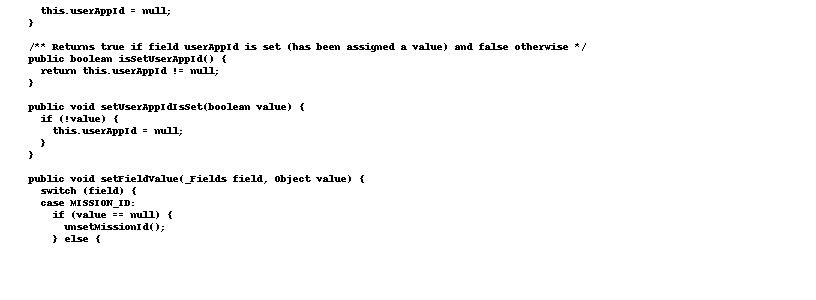 this.userAppId = null;
  }

  /** Returns true if field userAppId is set (has been assigned a value) and false otherwise */
  public boolean isSetUserAppId() {
    return this.userAppId != null;
  }

  public void setUserAppIdIsSet(boolean value) {
    if (!value) {
      this.userAppId = null;
    }
  }

  public void setFieldValue(_Fields field, Object value) {
    switch (field) {
    case MISSION_ID:
      if (value == null) {
        unsetMissionId();
      } else {